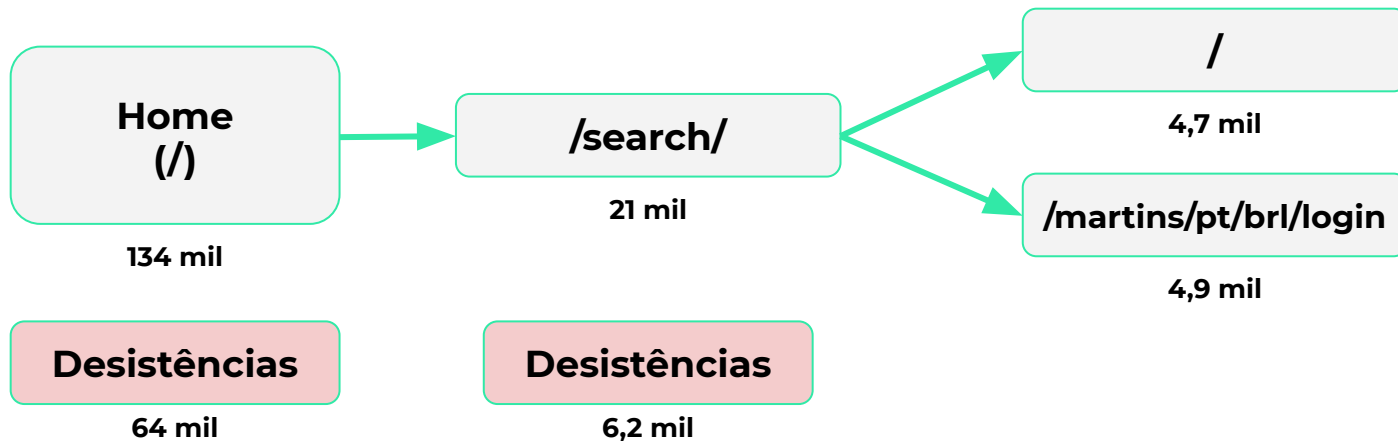 Home
(/)
134 mil
/search/
21 mil
/
4,7 mil
/martins/pt/brl/login
4,9 mil
Desistências
64 mil
Desistências
6,2 mil